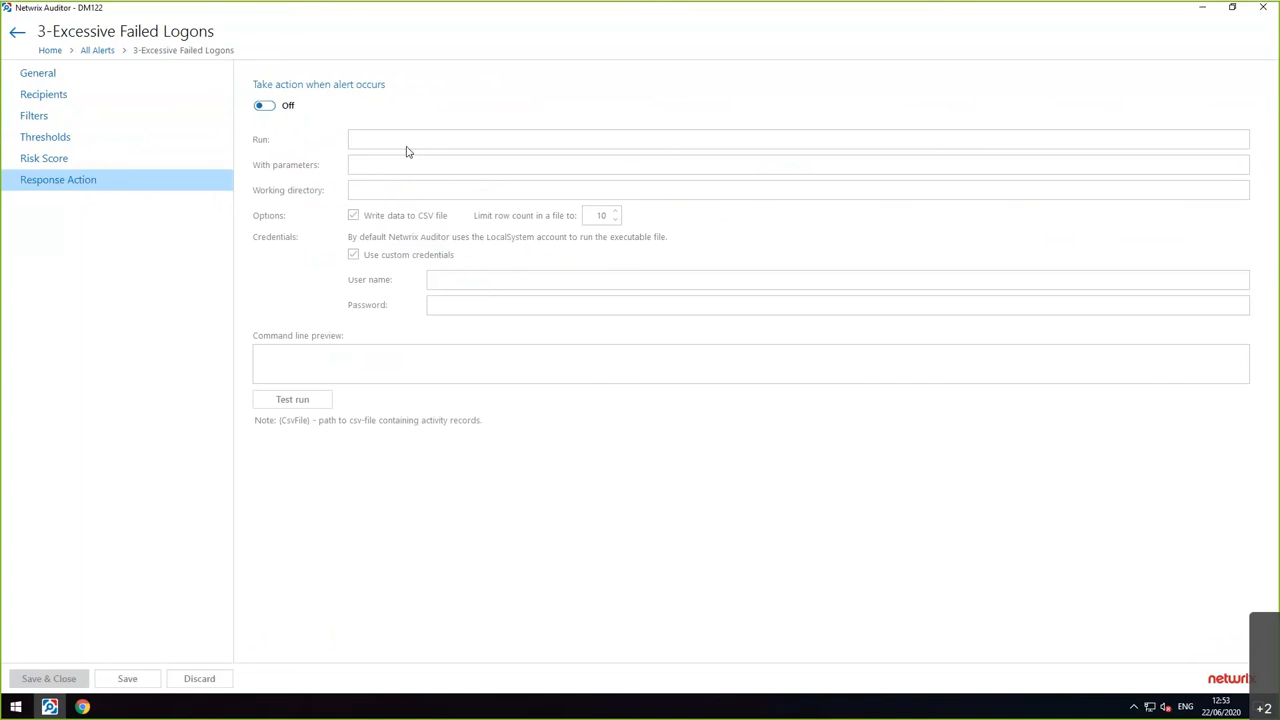 Netwrix Auditor - DM122
3-Excessive Failed Logons
Home > All Alerts > 3-Excessive Failed Logons
General
Recipients
Filters
Thresholds
Risk Score
Response Action
Take action when alert occurs
Off
Run:
With parameters:
Working directory:
Options: Write data to CSV file Limit row count in a file to: 10
Credentials: By default Netwrix Auditor uses the LocalSystem account to run the executable file.
Use custom credentials
User name:
Password:
Command line preview:
Test run
Note: {CsvFile} - path to csv-file containing activity records.
Save & Close Save Discard
netwrix
ENG
12:53
22/06/2020
+2